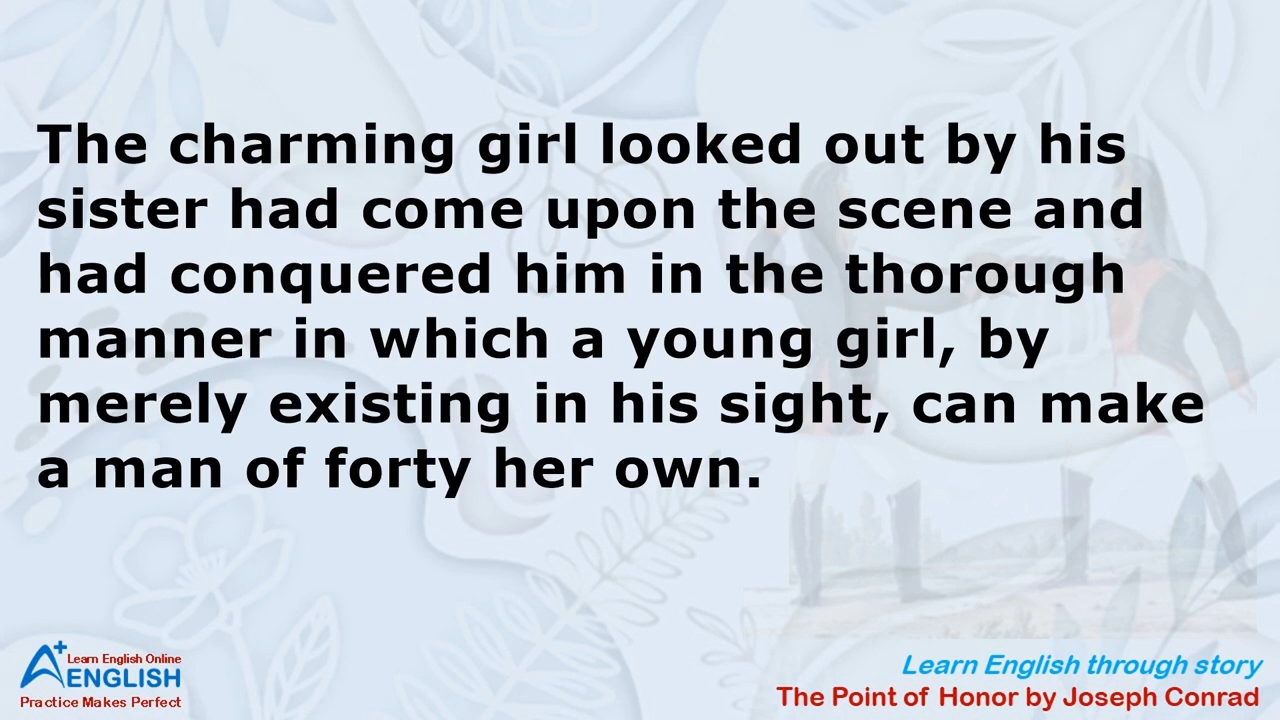 The charming girl looked out by his
sister had come upon the scene and
had conquered him in the thorough
manner in which a young girl, by
merely existing in his sight, can make
a man of forty her own.
A+ Learn English Online
ENGLISH
Practice Makes Perfect
Learn English through story
The Point of Honor by Joseph Conrad